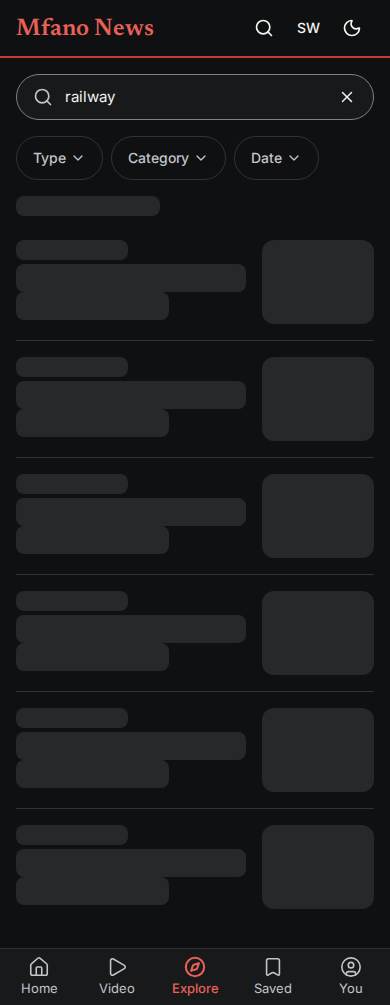 Mfano News
SW
railway
Type
Category
Date
Home
Video
Explore
Saved
You